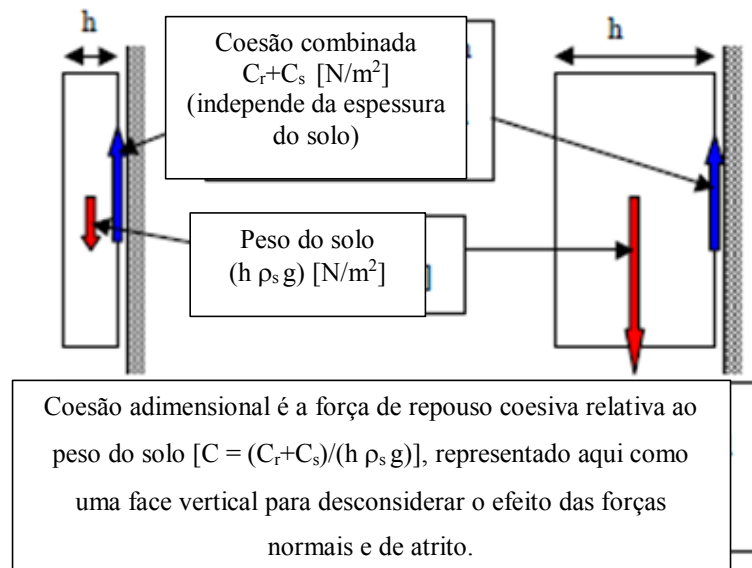 h
h
Coesão combinada
Cᵣ+Cₛ [N/m²]
(independe da espessura
do solo)
Peso do solo
(h ρₛ g) [N/m²]
Coesão adimensional é a força de repouso coesiva relativa ao
peso do solo [C = (Cᵣ+Cₛ)/(h ρₛ g)], representado aqui como
uma face vertical para desconsiderar o efeito das forças
normais e de atrito.